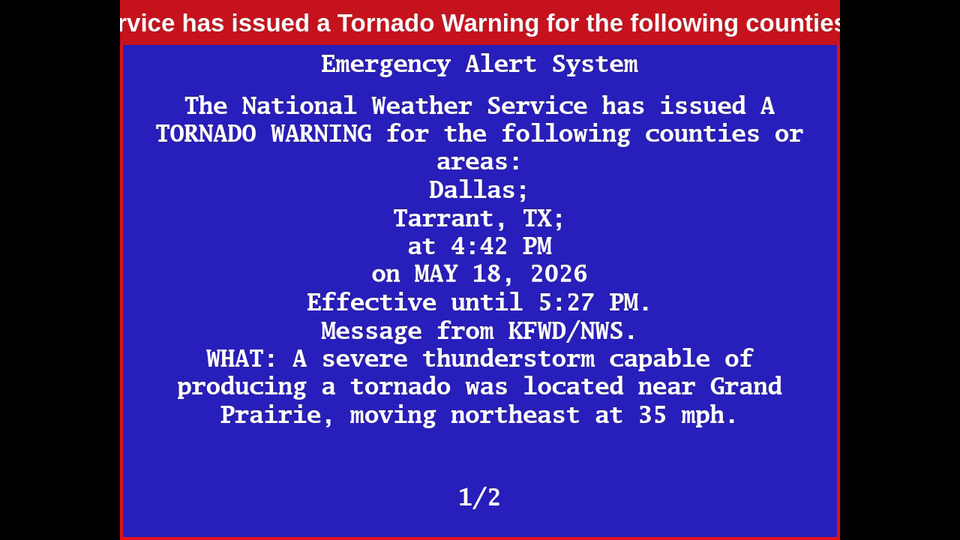 rvice has issued a Tornado Warning for the following counties
Emergency Alert System
The National Weather Service has issued A
TORNADO WARNING for the following counties or
areas:
Dallas;
Tarrant, TX;
at 4:42 PM
on MAY 18, 2026
Effective until 5:27 PM.
Message from KFWD/NWS.
WHAT: A severe thunderstorm capable of
producing a tornado was located near Grand
Prairie, moving northeast at 35 mph.
1/2